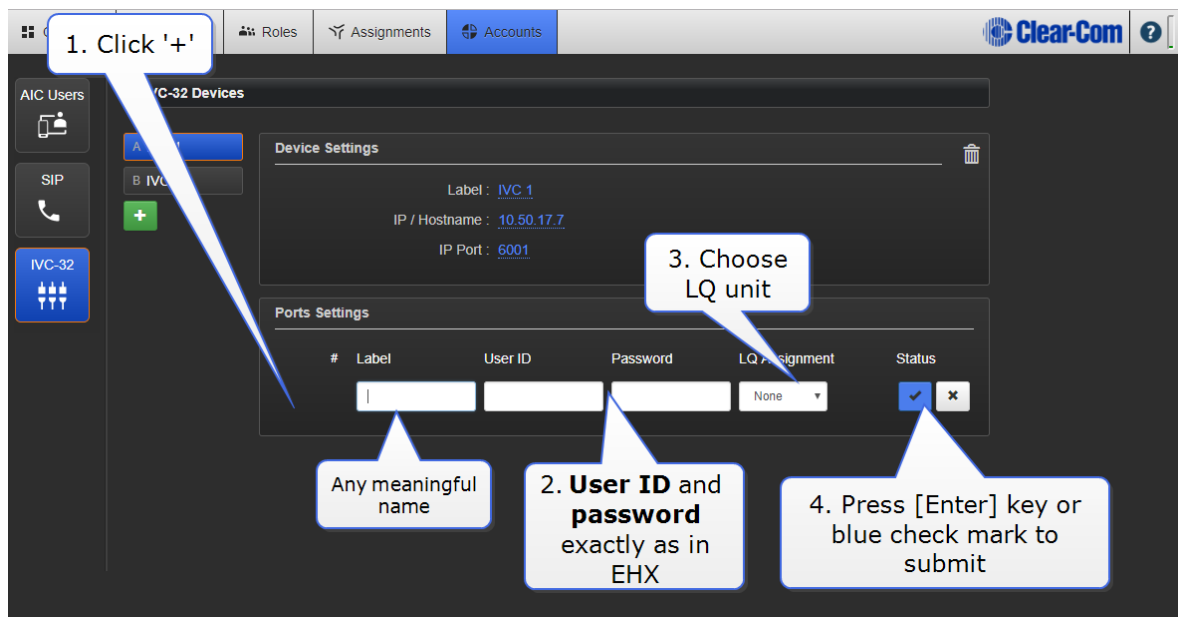 1. Click '+'
Roles
Assignments
Accounts
Clear-Com
?
AIC Users
SIP
IVC-32
C-32 Devices
A
B IVC
+
Device Settings
Label : IVC 1
IP / Hostname : 10.50.17.7
IP Port : 6001
3. Choose
LQ unit
Ports Settings
# Label User ID Password LQ Assignment Status
None
Any meaningful
name
2. User ID and
password
exactly as in
EHX
4. Press [Enter] key or
blue check mark to
submit